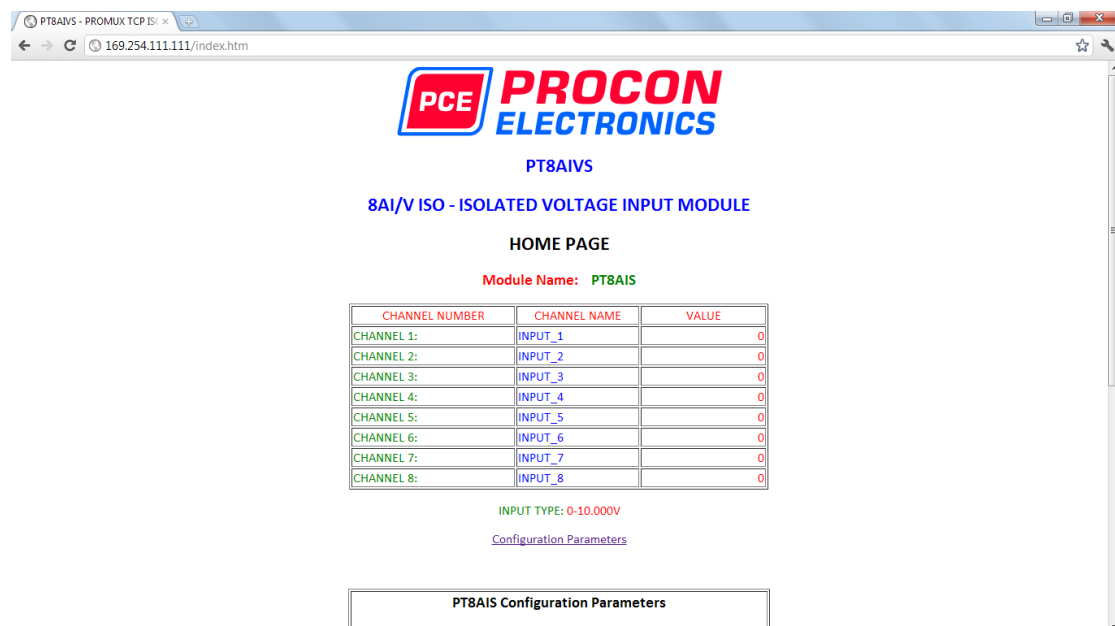 PT8AIVS - PROMUX TCP IS
169.254.111.111/index.htm
PCE PROCON
ELECTRONICS
PT8AIVS
8AI/V ISO - ISOLATED VOLTAGE INPUT MODULE
HOME PAGE
Module Name: PT8AIS
CHANNEL NUMBER CHANNEL NAME VALUE
CHANNEL 1: INPUT_1 0
CHANNEL 2: INPUT_2 0
CHANNEL 3: INPUT_3 0
CHANNEL 4: INPUT_4 0
CHANNEL 5: INPUT_5 0
CHANNEL 6: INPUT_6 0
CHANNEL 7: INPUT_7 0
CHANNEL 8: INPUT_8 0
INPUT TYPE: 0-10.000V
Configuration Parameters
PT8AIS Configuration Parameters